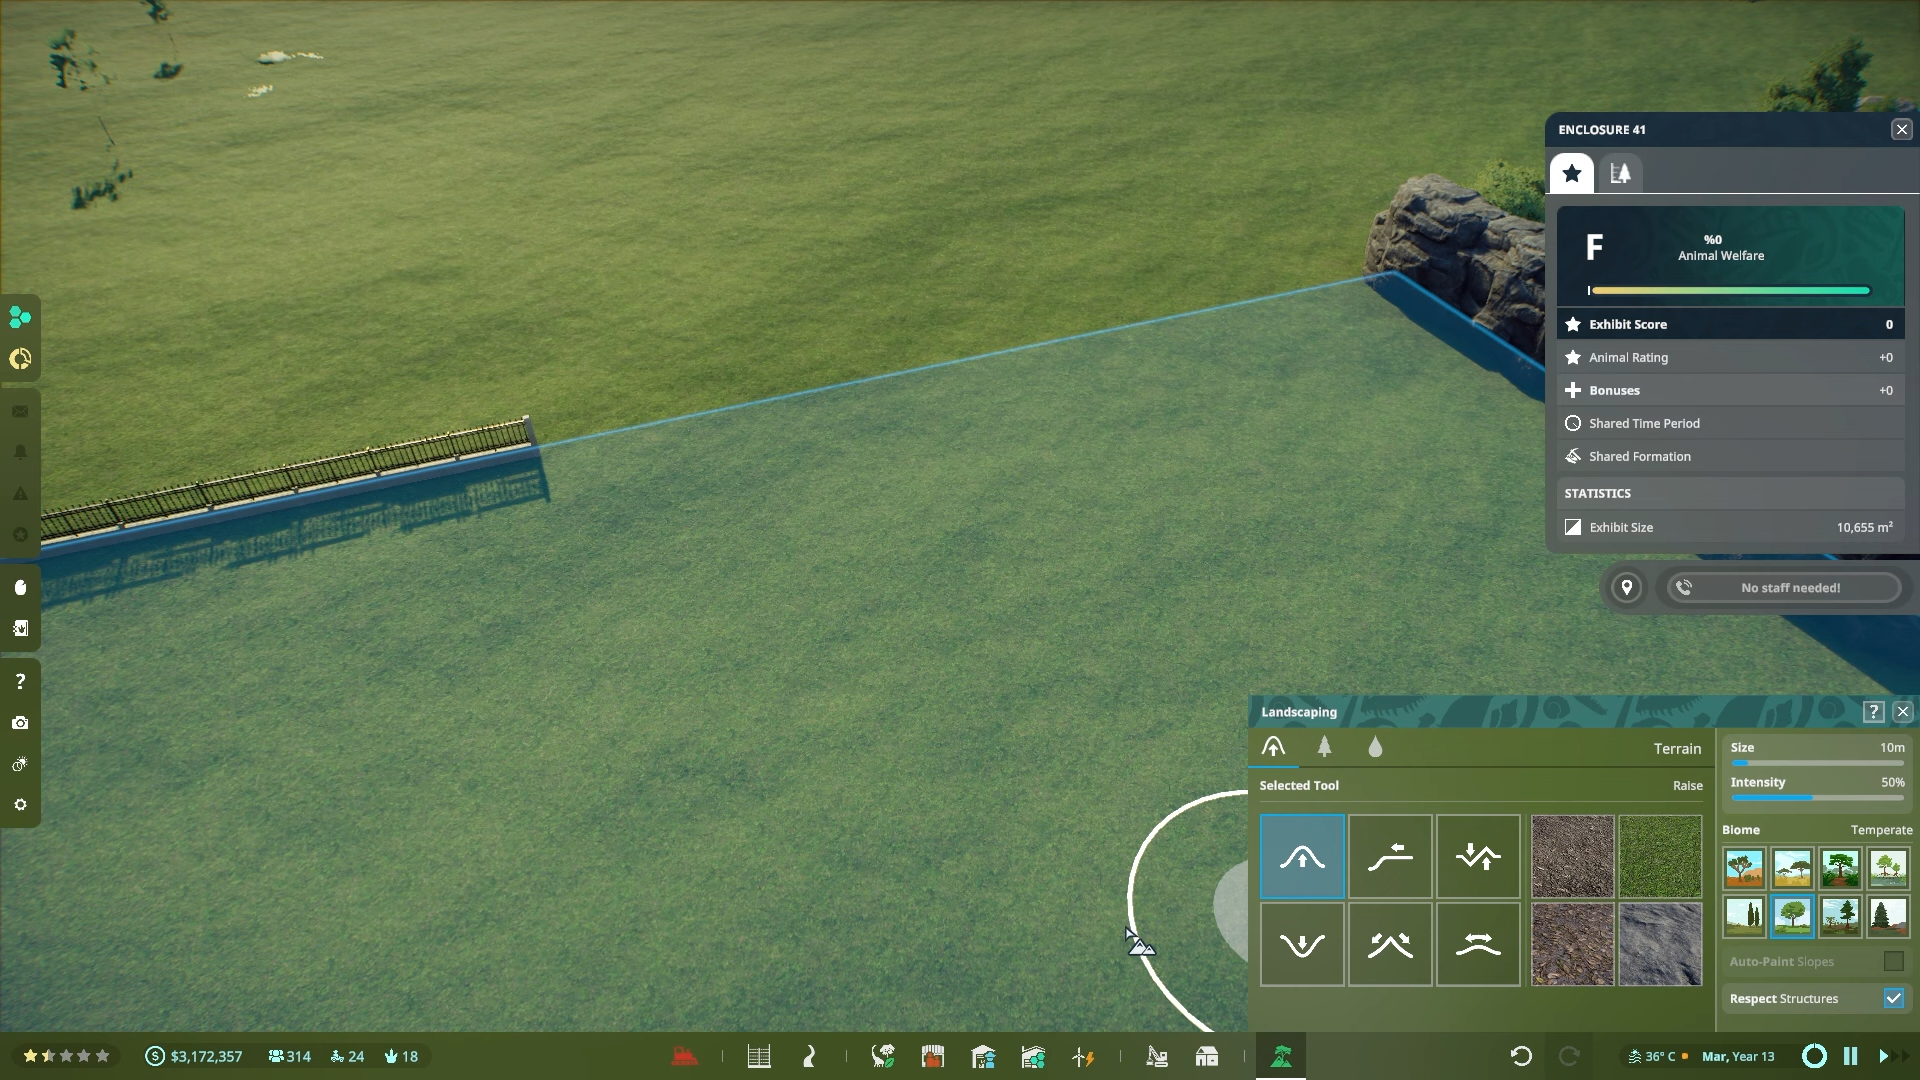 ENCLOSURE 41
F
%0
Animal Welfare
Exhibit Score 0
Animal Rating +0
Bonuses +0
Shared Time Period
Shared Formation
STATISTICS
Exhibit Size 10,655 m²
No staff needed!
Landscaping ?
Terrain
Selected Tool Raise
Size 10m
Intensity 50%
Biome Temperate
Auto-Paint Slopes
Respect Structures
?
$3,172,357 314 24 18
36° C Mar, Year 13